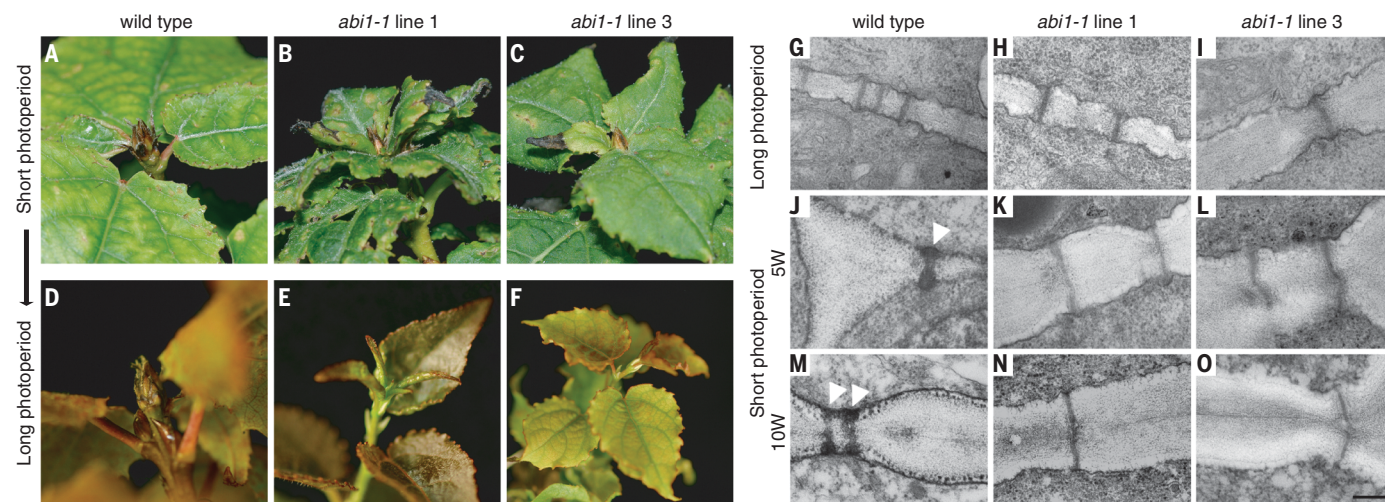 wild type
abi1-1 line 1
abi1-1 line 3
Short photoperiod
Long photoperiod
A
B
C
D
E
F
wild type
abi1-1 line 1
abi1-1 line 3
Long photoperiod
Short photoperiod
5W
10W
G
H
I
J
K
L
M
N
O